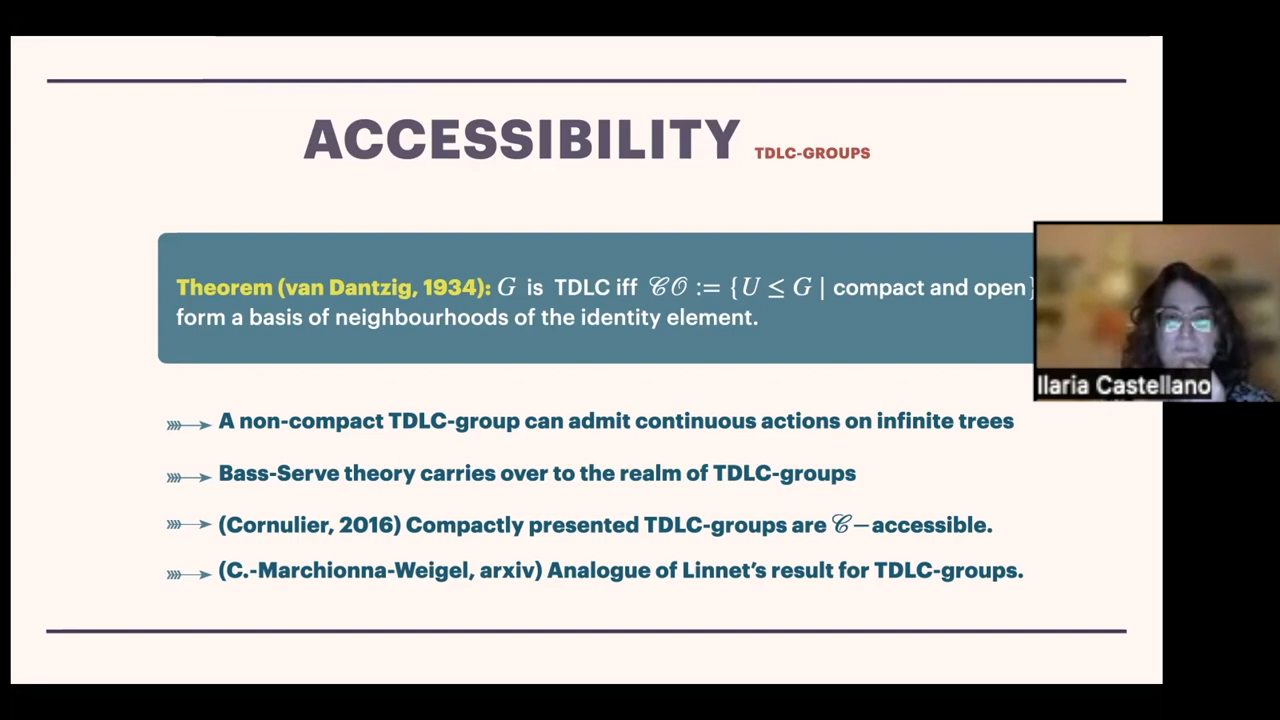 ACCESSIBILITY TDLC-GROUPS
Theorem (van Dantzig, 1934): G is TDLC iff 𝒞𝒪 := {U ≤ G | compact and open}
form a basis of neighbourhoods of the identity element.
Ilaria Castellano
A non-compact TDLC-group can admit continuous actions on infinite trees
Bass-Serve theory carries over to the realm of TDLC-groups
(Cornulier, 2016) Compactly presented TDLC-groups are 𝒞−accessible.
(C.-Marchionna-Weigel, arxiv) Analogue of Linnet’s result for TDLC-groups.